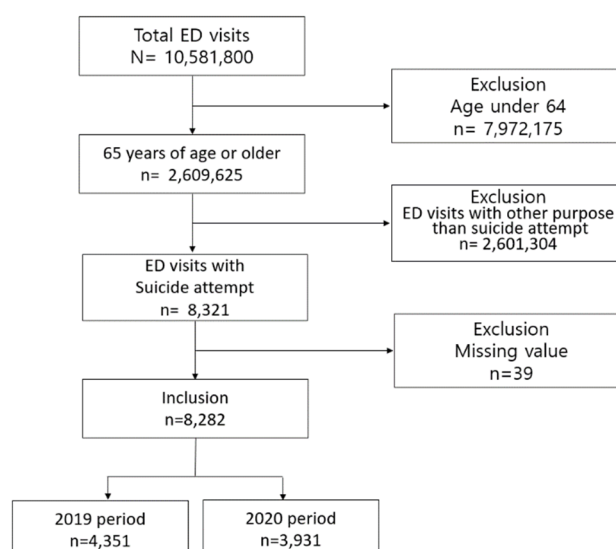 Total ED visits
N= 10,581,800
Exclusion
Age under 64
n= 7,972,175
65 years of age or older
n= 2,609,625
Exclusion
ED visits with other purpose
than suicide attempt
n= 2,601,304
ED visits with
Suicide attempt
n= 8,321
Exclusion
Missing value
n=39
Inclusion
n=8,282
2019 period
n=4,351
2020 period
n=3,931